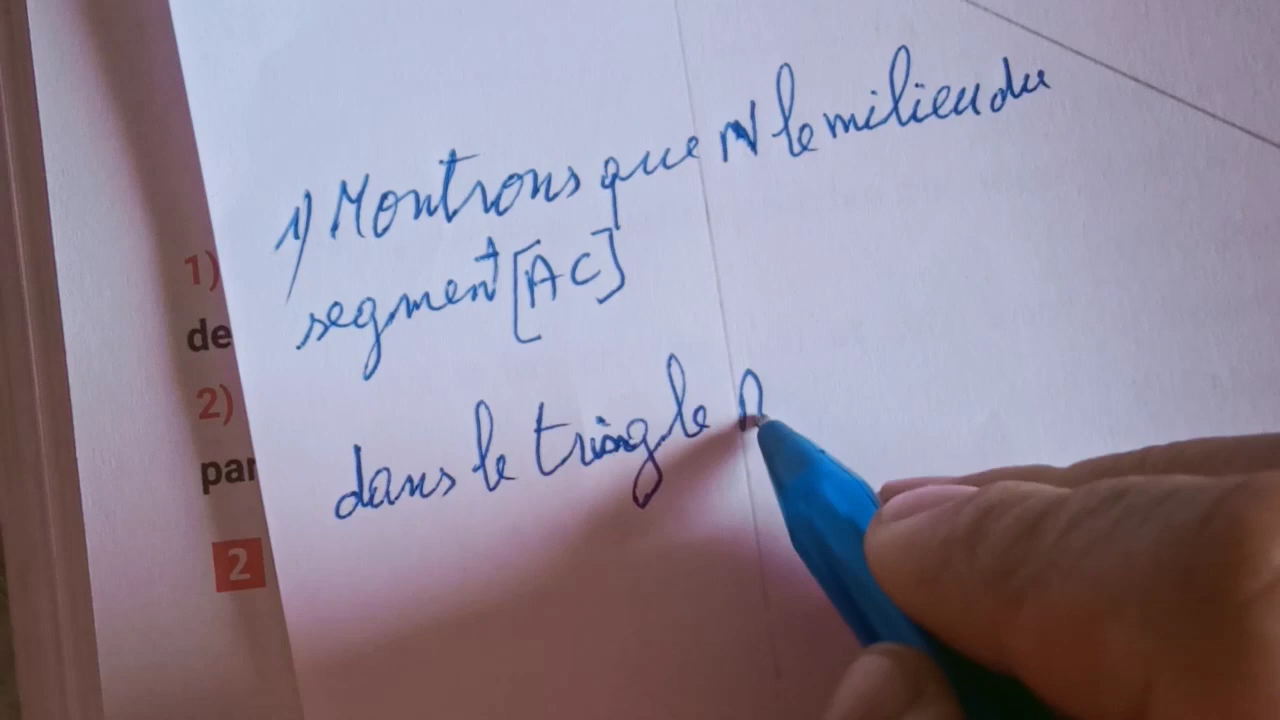 1) Montrons que N le milieu du
segment [AC]
dans le triangle A
1)
de
2)
par
2